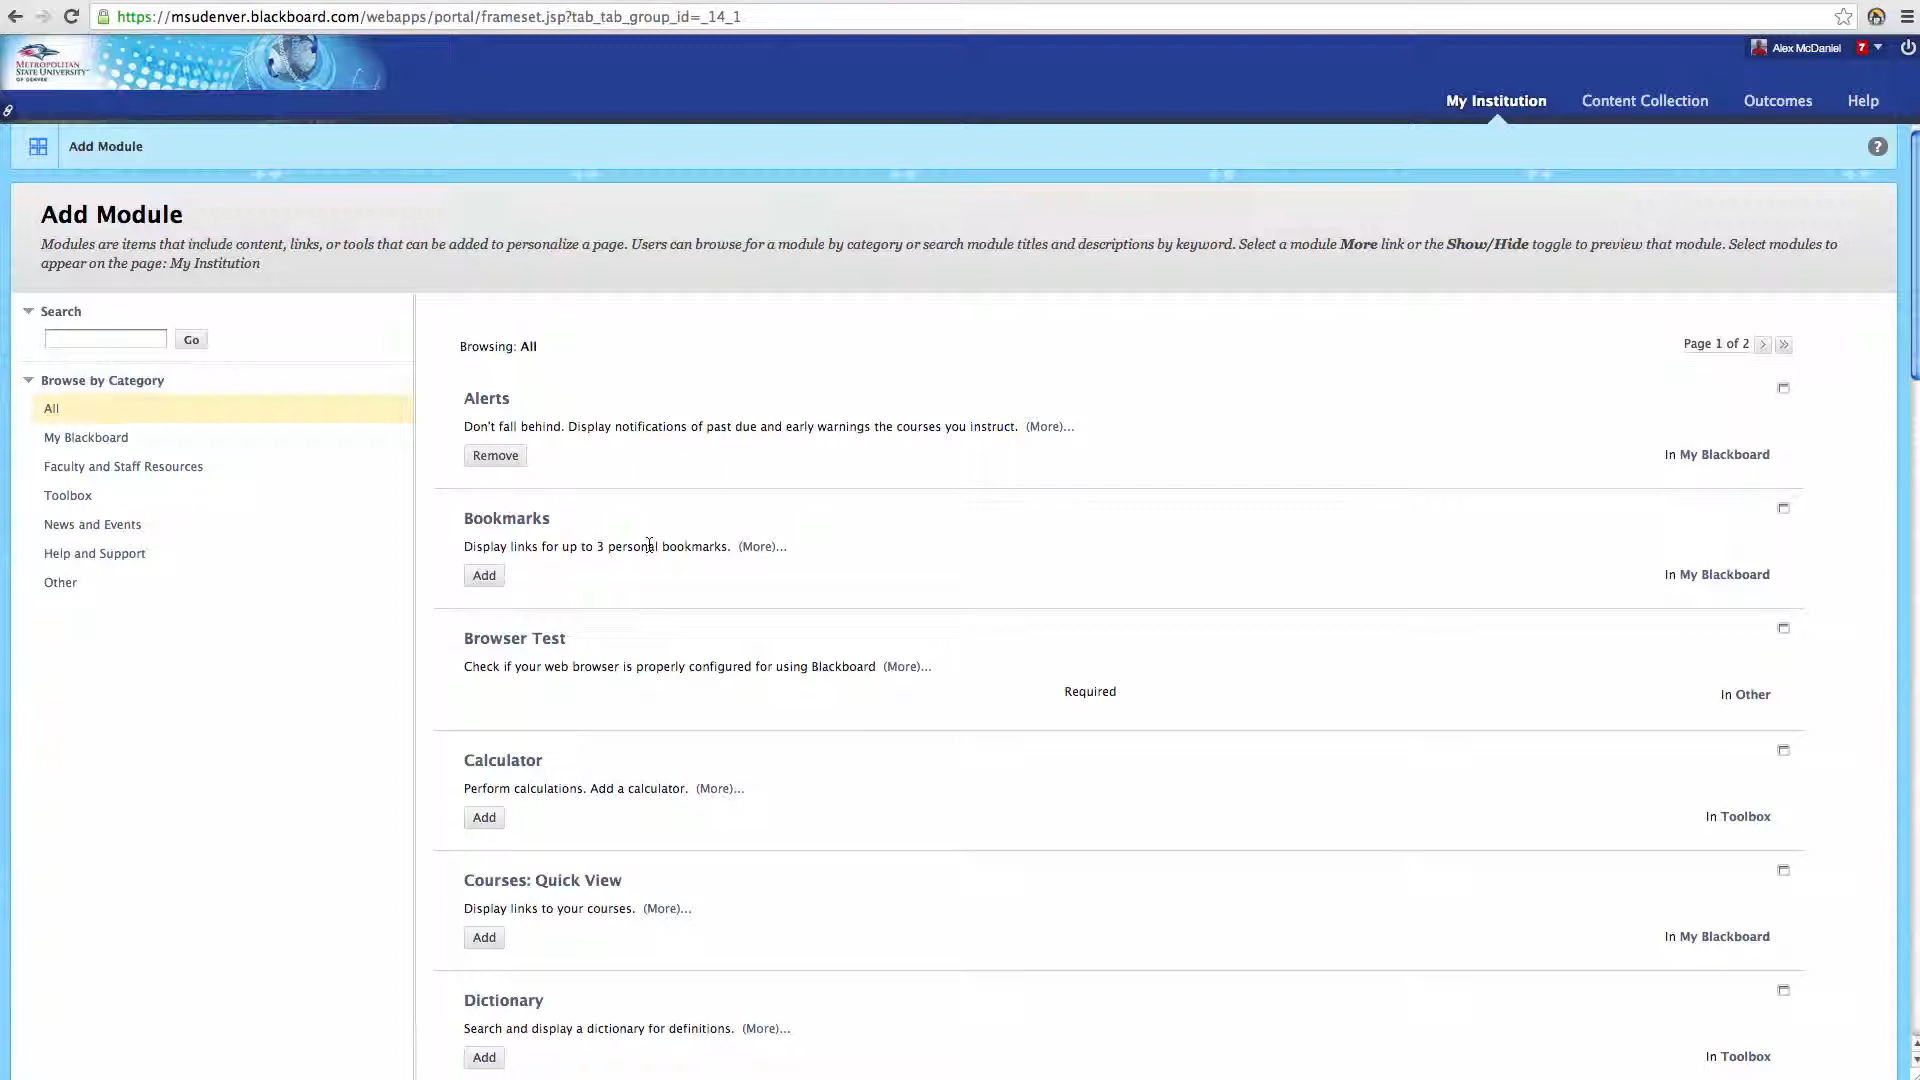 https://msudenver.blackboard.com/webapps/portal/frameset.jsp?tab_tab_group_id=_14_1
METROPOLITAN
STATE UNIVERSITY
OF DENVER
Alex McDaniel 7
My Institution Content Collection Outcomes Help
Add Module ?
Add Module
Modules are items that include content, links, or tools that can be added to personalize a page. Users can browse for a module by category or search module titles and descriptions by keyword. Select a module More link or the Show/Hide toggle to preview that module. Select modules to
appear on the page: My Institution
Search
Go
Browse by Category
All
My Blackboard
Faculty and Staff Resources
Toolbox
News and Events
Help and Support
Other
Browsing: All
Page 1 of 2 > >>
Alerts
Don't fall behind. Display notifications of past due and early warnings the courses you instruct. (More)...
Remove
In My Blackboard
Bookmarks
Display links for up to 3 personal bookmarks. (More)...
Add
In My Blackboard
Browser Test
Check if your web browser is properly configured for using Blackboard (More)...
Required
In Other
Calculator
Perform calculations. Add a calculator. (More)...
Add
In Toolbox
Courses: Quick View
Display links to your courses. (More)...
Add
In My Blackboard
Dictionary
Search and display a dictionary for definitions. (More)...
Add
In Toolbox